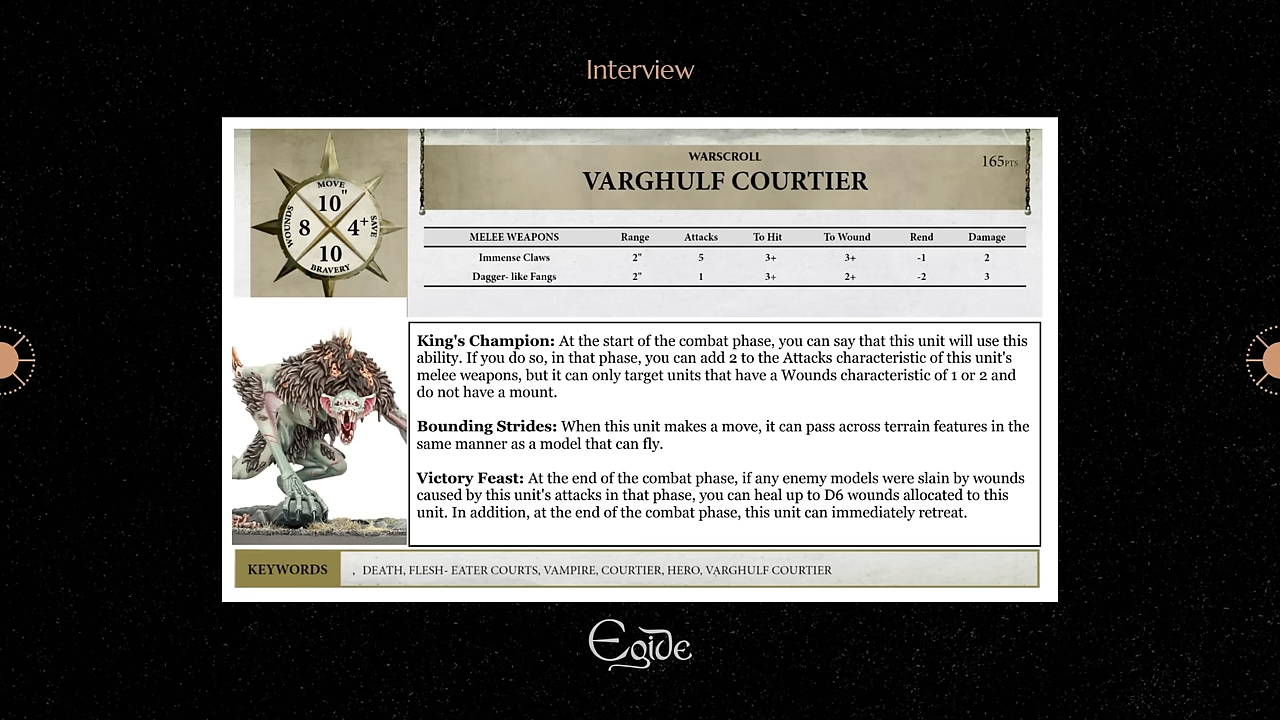 Interview
WARSCROLL
165PTS
VARGHULF COURTIER
MOVE
10"
WOUNDS
8
4+
SAVE
10
BRAVERY
MELEE WEAPONS Range Attacks To Hit To Wound Rend Damage
Immense Claws 2" 5 3+ 3+ -1 2
Dagger- like Fangs 2" 1 3+ 2+ -2 3
King's Champion: At the start of the combat phase, you can say that this unit will use this
ability. If you do so, in that phase, you can add 2 to the Attacks characteristic of this unit's
melee weapons, but it can only target units that have a Wounds characteristic of 1 or 2 and
do not have a mount.
Bounding Strides: When this unit makes a move, it can pass across terrain features in the
same manner as a model that can fly.
Victory Feast: At the end of the combat phase, if any enemy models were slain by wounds
caused by this unit's attacks in that phase, you can heal up to D6 wounds allocated to this
unit. In addition, at the end of the combat phase, this unit can immediately retreat.
KEYWORDS , DEATH, FLESH- EATER COURTS, VAMPIRE, COURTIER, HERO, VARGHULF COURTIER
Egide